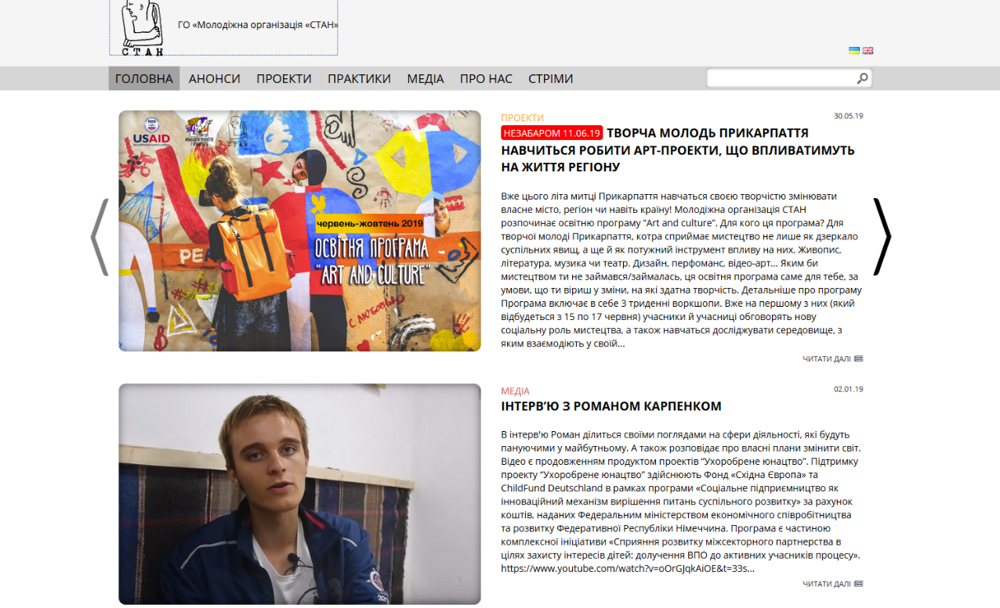 СТАН
ГО «Молодіжна організація «СТАН»
ГОЛОВНА АНОНСИ ПРОЕКТИ ПРАКТИКИ МЕДІА ПРО НАС СТРІМИ
USAID
СТАН
червень-жовтень 2019
ОСВІТНЯ ПРОГРАМА
"ART AND CULTURE"
РЕ
С ЛЮБОВЬЮ
ПРОЕКТИ
30.05.19
НЕЗАБАРОМ 11.06.19 ТВОРЧА МОЛОДЬ ПРИКАРПАТТЯ
НАВЧИТЬСЯ РОБИТИ АРТ-ПРОЕКТИ, ЩО ВПЛИВАТИМУТЬ
НА ЖИТТЯ РЕГІОНУ
Вже цього літа митці Прикарпаття навчаться своєю творчістю змінювати
власне місто, регіон чи навіть країну! Молодіжна організація СТАН
розпочинає освітню програму “Art and culture”. Для кого ця програма? Для
творчої молоді Прикарпаття, котра сприймає мистецтво не лише як дзеркало
суспільних явищ, а ще й як потужний інструмент впливу на них. Живопис,
література, музика чи театр. Дизайн, перфоманс, відео-арт… Яким би
мистецтвом ти не займався/займалась, ця освітня програма саме для тебе, за
умови, що ти віриш у зміни, на які здатна творчість. Детальніше про програму
Програма включає в себе 3 триденні воркшопи. Вже на першому з них (який
відбудеться з 15 по 17 червня) учасники й учасниці обговорять нову
соціальну роль мистецтва, а також навчаться досліджувати середовище, з
яким взаємодіють у своїй...
ЧИТАТИ ДАЛІ
МЕДІА
02.01.19
ІНТЕРВ’Ю З РОМАНОМ КАРПЕНКОМ
В інтерв'ю Роман ділиться своїми поглядами на сфери діяльності, які будуть
пануючими у майбутньому. А також розповідає про власні плани змінити світ.
Відео є продовженням продуктом проектів “Ухоробрене юнацтво”. Підтримку
проекту “Ухоробрене юнацтво” здійснюють Фонд «Східна Європа» та
ChildFund Deutschland в рамках програми «Соціальне підприємництво як
інноваційний механізм вирішення питань суспільного розвитку» за рахунок
коштів, наданих Федеральним міністерством економічного співробітництва
та розвитку Федеративної Республіки Німеччина. Програма є частиною
комплексної ініціативи «Сприяння розвитку міжсекторного партнерства в
цілях захисту інтересів дітей: долучення ВПО до активних учасників процесу».
https://www.youtube.com/watch?v=oOrGJqkAiOE&t=33s...
ЧИТАТИ ДАЛІ